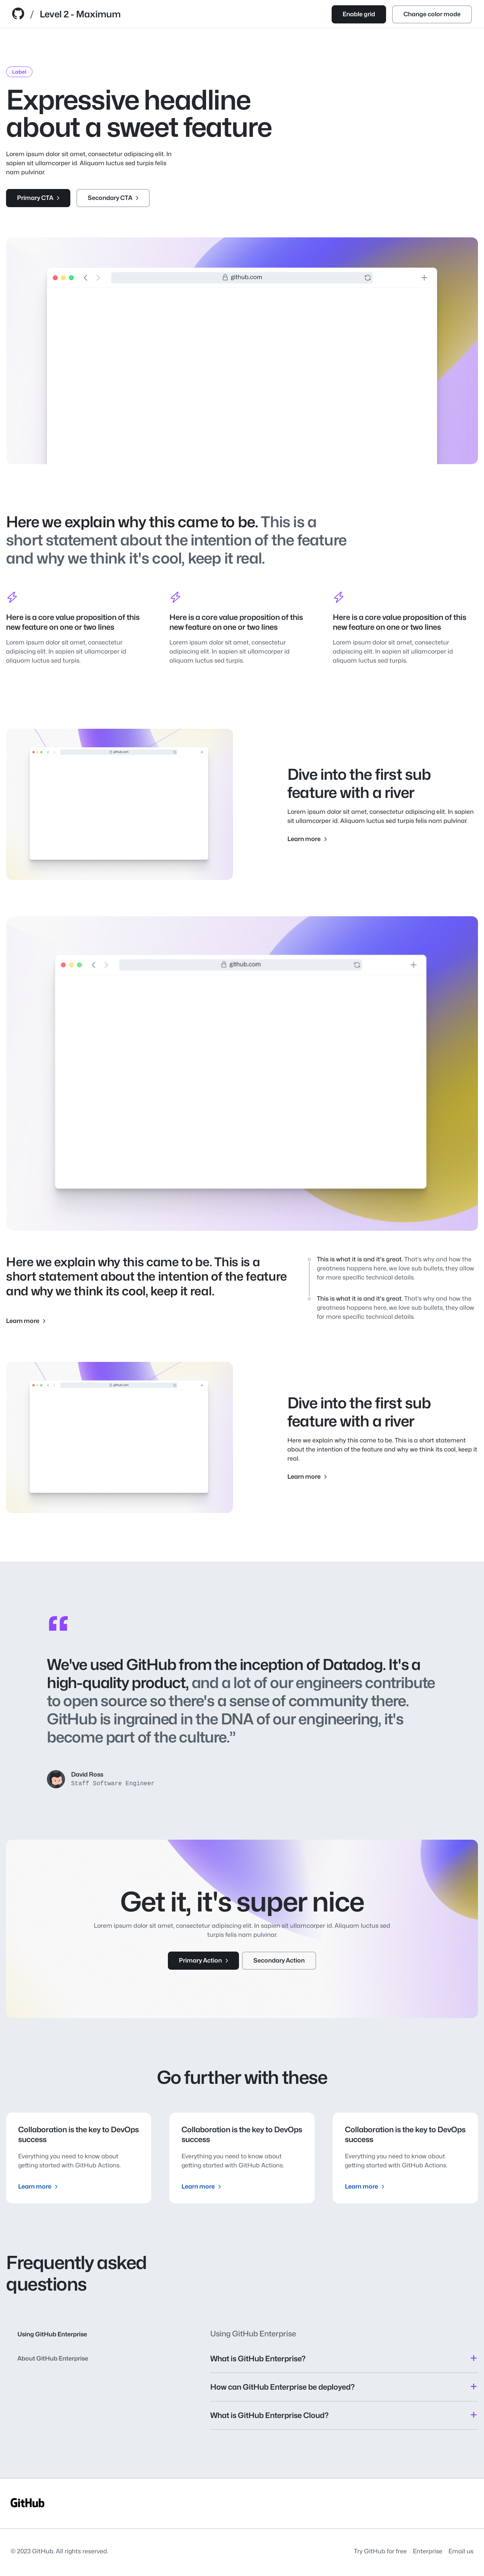 / Level 2 - Maximum
Enable grid
Change color mode
Label
Expressive headline
about a sweet feature
Lorem ipsum dolor sit amet, consectetur adipiscing elit. In
sapien sit ullamcorper id. Aliquam luctus sed turpis felis
nam pulvinar.
Primary CTA
Secondary CTA
github.com
Here we explain why this came to be. This is a
short statement about the intention of the feature
and why we think it's cool, keep it real.
Here is a core value proposition of this
new feature on one or two lines
Lorem ipsum dolor sit amet, consectetur
adipiscing elit. In sapien sit ullamcorper id
aliquam luctus sed turpis.
Here is a core value proposition of this
new feature on one or two lines
Lorem ipsum dolor sit amet, consectetur
adipiscing elit. In sapien sit ullamcorper id
aliquam luctus sed turpis.
Here is a core value proposition of this
new feature on one or two lines
Lorem ipsum dolor sit amet, consectetur
adipiscing elit. In sapien sit ullamcorper id
aliquam luctus sed turpis.
github.com
Dive into the first sub
feature with a river
Lorem ipsum dolor sit amet, consectetur adipiscing elit. In sapien
sit ullamcorper id. Aliquam luctus sed turpis felis nam pulvinar.
Learn more
github.com
Here we explain why this came to be. This is a
short statement about the intention of the feature
and why we think its cool, keep it real.
Learn more
This is what it is and it's great. That's why and how the
greatness happens here, we love sub bullets, they allow
for more specific technical details.
This is what it is and it's great. That's why and how the
greatness happens here, we love sub bullets, they allow
for more specific technical details.
github.com
Dive into the first sub
feature with a river
Here we explain why this came to be. This is a short statement
about the intention of the feature and why we think its cool, keep it
real.
Learn more
We've used GitHub from the inception of Datadog. It's a
high-quality product, and a lot of our engineers contribute
to open source so there's a sense of community there.
GitHub is ingrained in the DNA of our engineering, it's
become part of the culture.”
David Ross
Staff Software Engineer
Get it, it's super nice
Lorem ipsum dolor sit amet, consectetur adipiscing elit. In sapien sit ullamcorper id. Aliquam luctus sed
turpis felis nam pulvinar.
Primary Action
Secondary Action
Go further with these
Collaboration is the key to DevOps
success
Everything you need to know about
getting started with GitHub Actions.
Learn more
Collaboration is the key to DevOps
success
Everything you need to know about
getting started with GitHub Actions.
Learn more
Collaboration is the key to DevOps
success
Everything you need to know about
getting started with GitHub Actions.
Learn more
Frequently asked
questions
Using GitHub Enterprise
About GitHub Enterprise
Using GitHub Enterprise
What is GitHub Enterprise?
How can GitHub Enterprise be deployed?
What is GitHub Enterprise Cloud?
GitHub
© 2023 GitHub. All rights reserved.
Try GitHub for free
Enterprise
Email us